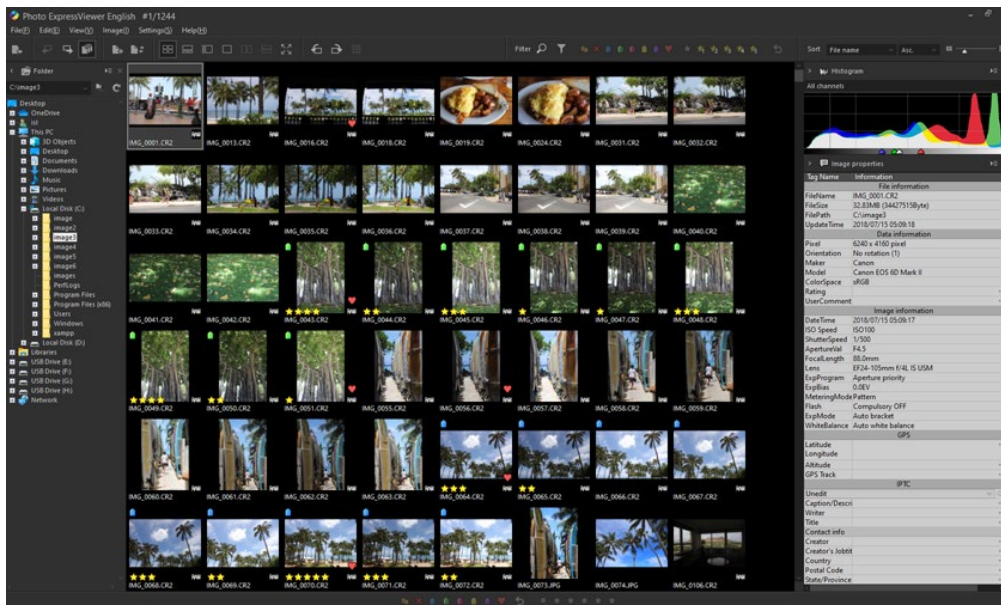 Photo ExpressViewer English #1/1244
File(F) Edit(E) View(V) Image(I) Settings(S) Help(H)
Filter
Sort File name Asc.
Folder
C:\image3
Desktop
OneDrive
isl
This PC
3D Objects
Desktop
Documents
Downloads
Music
Pictures
Videos
Local Disk (C:)
image
image2
image3
image4
image5
image6
images
PerfLogs
Program Files
Program Files (x86)
Users
Windows
xampp
Local Disk (D:)
Libraries
USB Drive (E:)
USB Drive (F:)
USB Drive (G:)
USB Drive (H:)
Network
IMG_0001.CR2 IMG_0013.CR2 IMG_0016.CR2 IMG_0018.CR2 IMG_0019.CR2 IMG_0024.CR2 IMG_0031.CR2 IMG_0032.CR2
IMG_0033.CR2 IMG_0034.CR2 IMG_0035.CR2 IMG_0036.CR2 IMG_0037.CR2 IMG_0038.CR2 IMG_0039.CR2 IMG_0040.CR2
IMG_0041.CR2 IMG_0042.CR2 IMG_0043.CR2 IMG_0044.CR2 IMG_0045.CR2 IMG_0046.CR2 IMG_0047.CR2 IMG_0048.CR2
IMG_0049.CR2 IMG_0050.CR2 IMG_0051.CR2 IMG_0055.CR2 IMG_0056.CR2 IMG_0057.CR2 IMG_0058.CR2 IMG_0059.CR2
IMG_0060.CR2 IMG_0061.CR2 IMG_0062.CR2 IMG_0063.CR2 IMG_0064.CR2 IMG_0065.CR2 IMG_0066.CR2 IMG_0067.CR2
IMG_0068.CR2 IMG_0069.CR2 IMG_0070.CR2 IMG_0071.CR2 IMG_0072.CR2 IMG_0073.JPG IMG_0074.JPG IMG_0106.CR2
Histogram
All channels
Image properties
Tag Name Information
File information
FileName IMG_0001.CR2
FileSize 32.83MB (34427515Byte)
FilePath C:\image3
UpdateTime 2018/07/15 05:09:18
Data information
Pixel 6240 x 4160 pixel
Orientation No rotation (1)
Maker Canon
Model Canon EOS 6D Mark II
ColorSpace sRGB
Rating
UserComment
Image information
DateTime 2018/07/15 05:09:17
ISO Speed ISO100
ShutterSpeed 1/500
ApertureVal F4.5
FocalLength 88.0mm
Lens EF24-105mm f/4L IS USM
ExpProgram Aperture priority
ExpBias 0.0EV
MeteringMode Pattern
Flash Compulsory OFF
ExpMode Auto bracket
WhiteBalance Auto white balance
GPS
Latitude
Longitude
Altitude
GPS Track
IPTC
Unedit
Caption/Descri
Writer
Title
Contact info
Creator
Creator's Jobtit
Country
Postal Code
State/Province